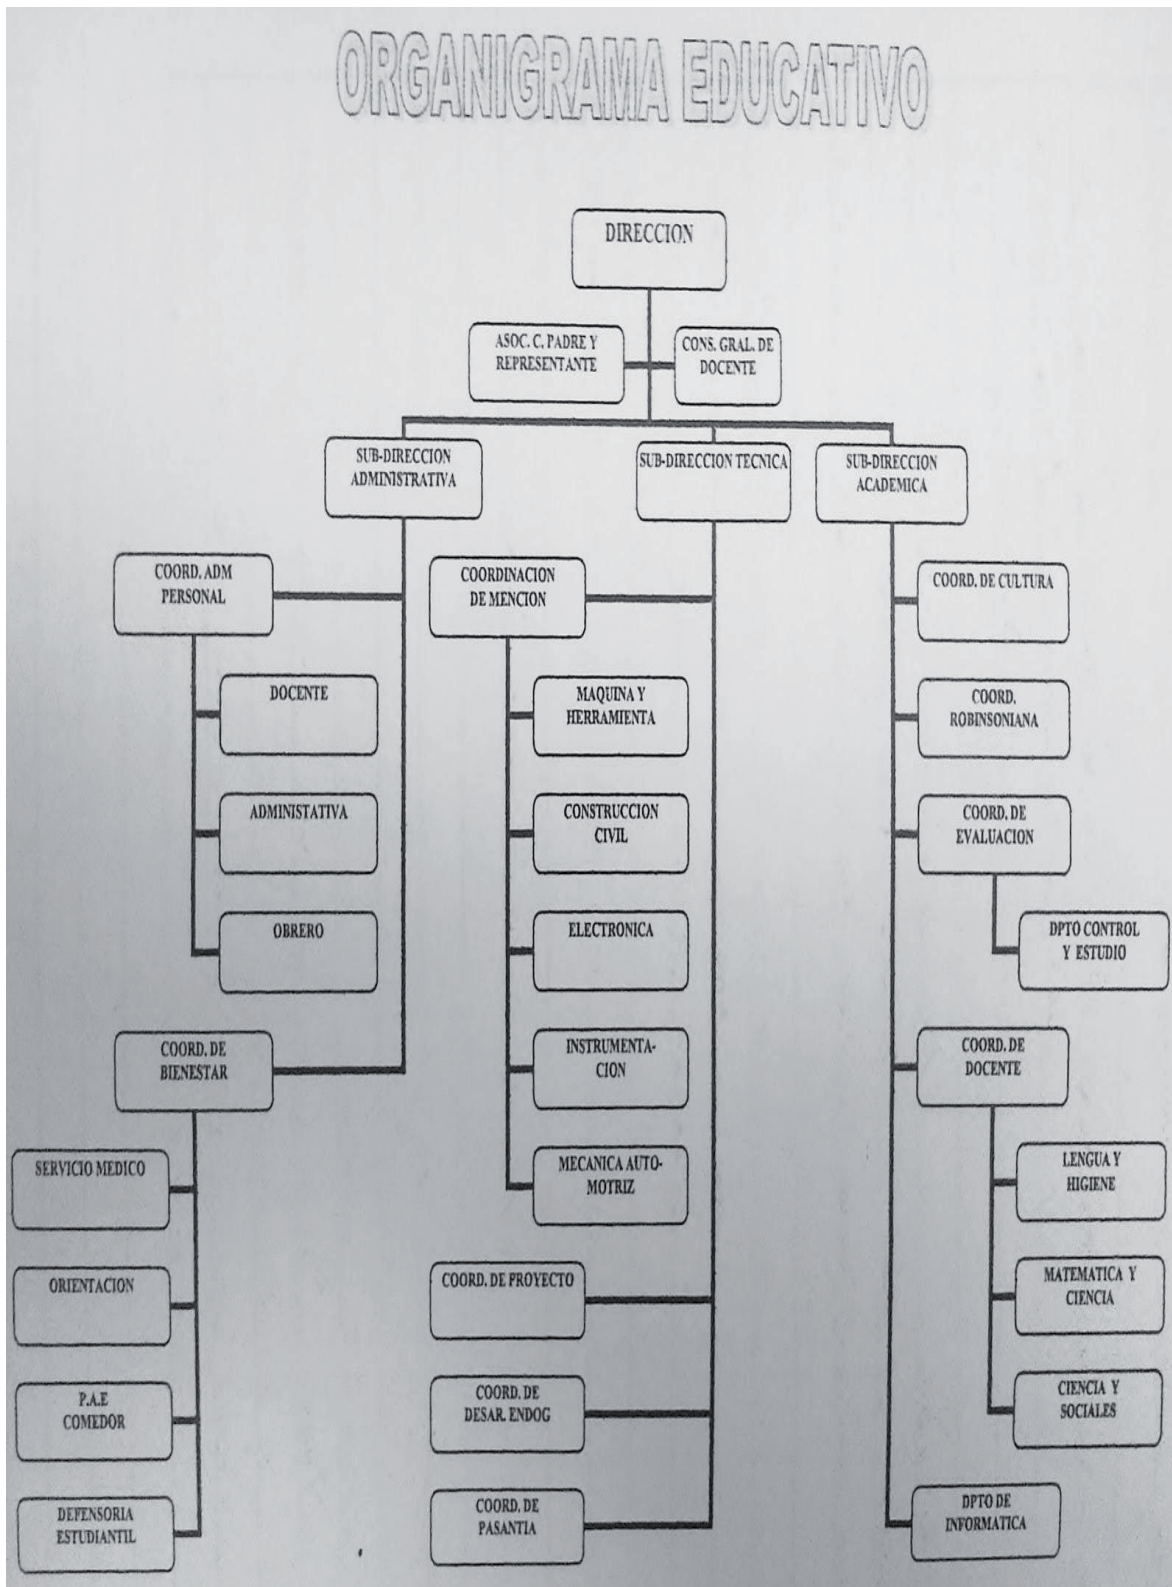 ORGANIGRAMA EDUCATIVO
DIRECCION
ASOC. C. PADRE Y
REPRESENTANTE
CONS. GRAL. DE
DOCENTE
SUB-DIRECCION
ADMINISTRATIVA
SUB-DIRECCION TECNICA
SUB-DIRECCION
ACADEMICA
COORD. ADM
PERSONAL
DOCENTE
ADMINISTATIVA
OBRERO
COORD. DE
BIENESTAR
SERVICIO MEDICO
ORIENTACION
P.A.E
COMEDOR
DEFENSORIA
ESTUDIANTIL
COORDINACION
DE MENCION
MAQUINA Y
HERRAMIENTA
CONSTRUCCION
CIVIL
ELECTRONICA
INSTRUMENTA-
CION
MECANICA AUTO-
MOTRIZ
COORD. DE PROYECTO
COORD. DE
DESAR. ENDOG
COORD. DE
PASANTIA
COORD. DE CULTURA
COORD.
ROBINSONIANA
COORD. DE
EVALUACION
DPTO CONTROL
Y ESTUDIO
COORD. DE
DOCENTE
LENGUA Y
HIGIENE
MATEMATICA Y
CIENCIA
CIENCIA Y
SOCIALES
DPTO DE
INFORMATICA